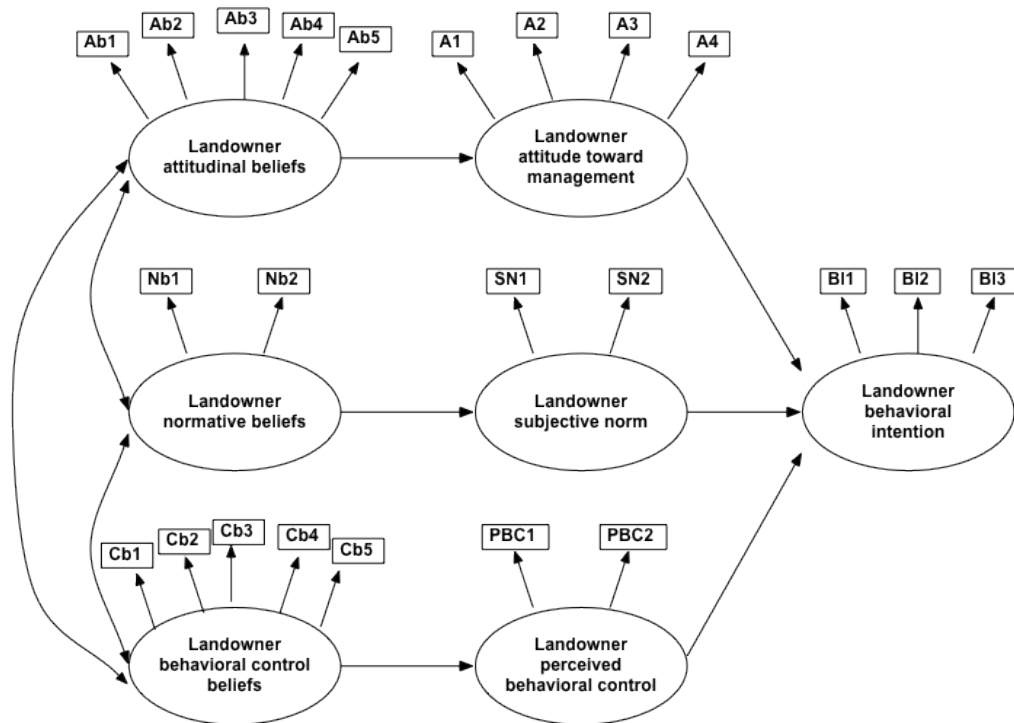 Ab1
Ab2
Ab3
Ab4
Ab5
A1
A2
A3
A4
Landowner
attitudinal beliefs
Landowner
attitude toward
management
Nb1
Nb2
SN1
SN2
BI1
BI2
BI3
Landowner
normative beliefs
Landowner
subjective norm
Landowner
behavioral
intention
Cb1
Cb2
Cb3
Cb4
Cb5
PBC1
PBC2
Landowner
behavioral control
beliefs
Landowner
perceived
behavioral control